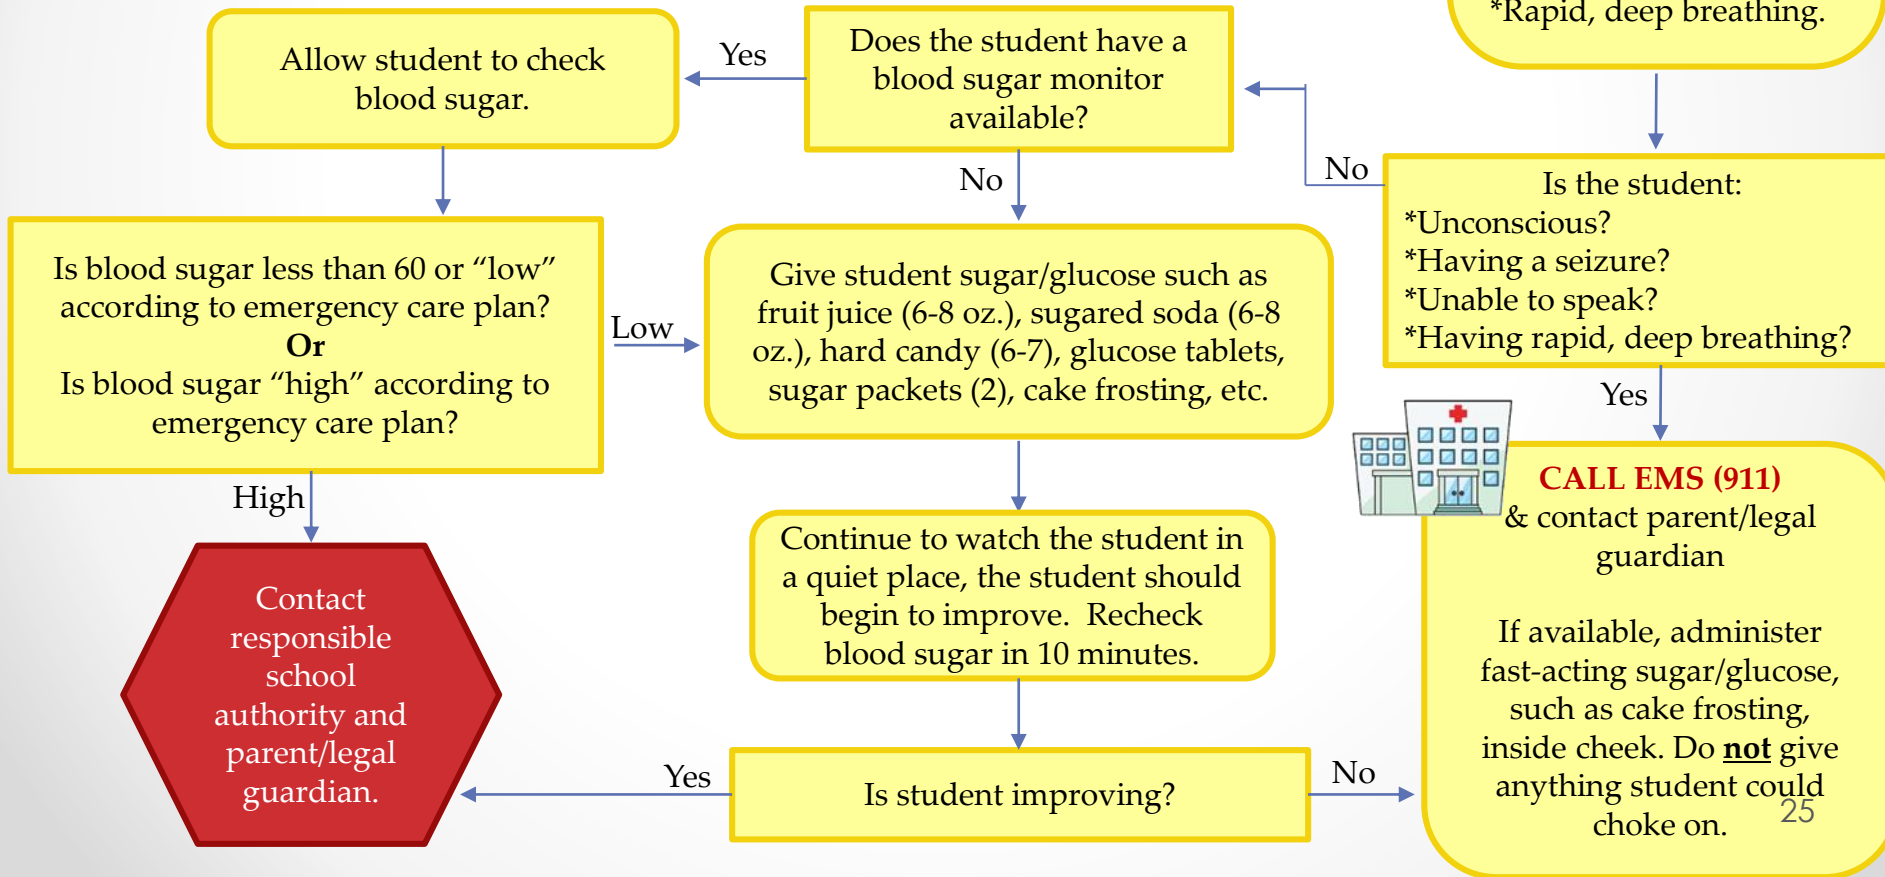 *Rapid, deep breathing.
Is the student:
*Unconscious?
*Having a seizure?
*Unable to speak?
*Having rapid, deep breathing?
No
Yes
Does the student have a
blood sugar monitor
available?
Yes
No
Allow student to check
blood sugar.
Is blood sugar less than 60 or “low”
according to emergency care plan?
Or
Is blood sugar “high” according to
emergency care plan?
Low
High
Give student sugar/glucose such as
fruit juice (6-8 oz.), sugared soda (6-8
oz.), hard candy (6-7), glucose tablets,
sugar packets (2), cake frosting, etc.
Continue to watch the student in
a quiet place, the student should
begin to improve.  Recheck
blood sugar in 10 minutes.
Is student improving?
Yes
No
Contact
responsible
school
authority and
parent/legal
guardian.
CALL EMS (911)
& contact parent/legal
guardian
If available, administer
fast-acting sugar/glucose,
such as cake frosting,
inside cheek. Do not give
anything student could
choke on.
25